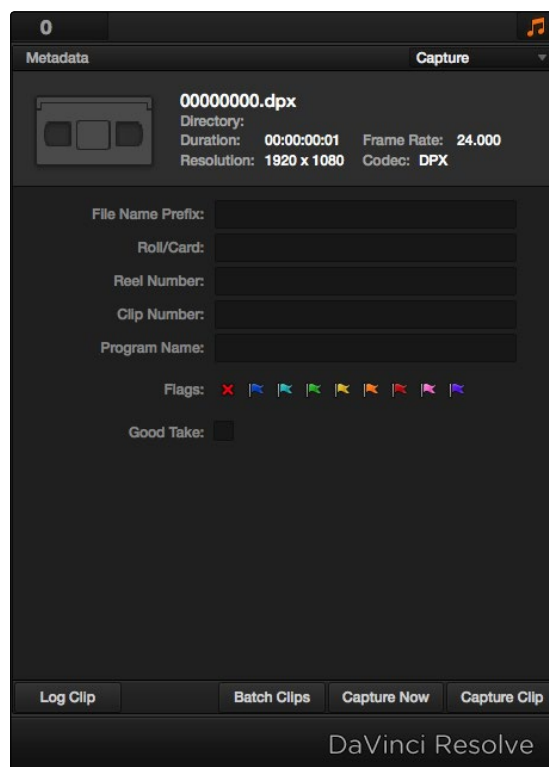 0
Metadata Capture
00000000.dpx
Directory:
Duration: 00:00:00:01 Frame Rate: 24.000
Resolution: 1920 x 1080 Codec: DPX
File Name Prefix:
Roll/Card:
Reel Number:
Clip Number:
Program Name:
Flags:
Good Take:
Log Clip Batch Clips Capture Now Capture Clip
DaVinci Resolve